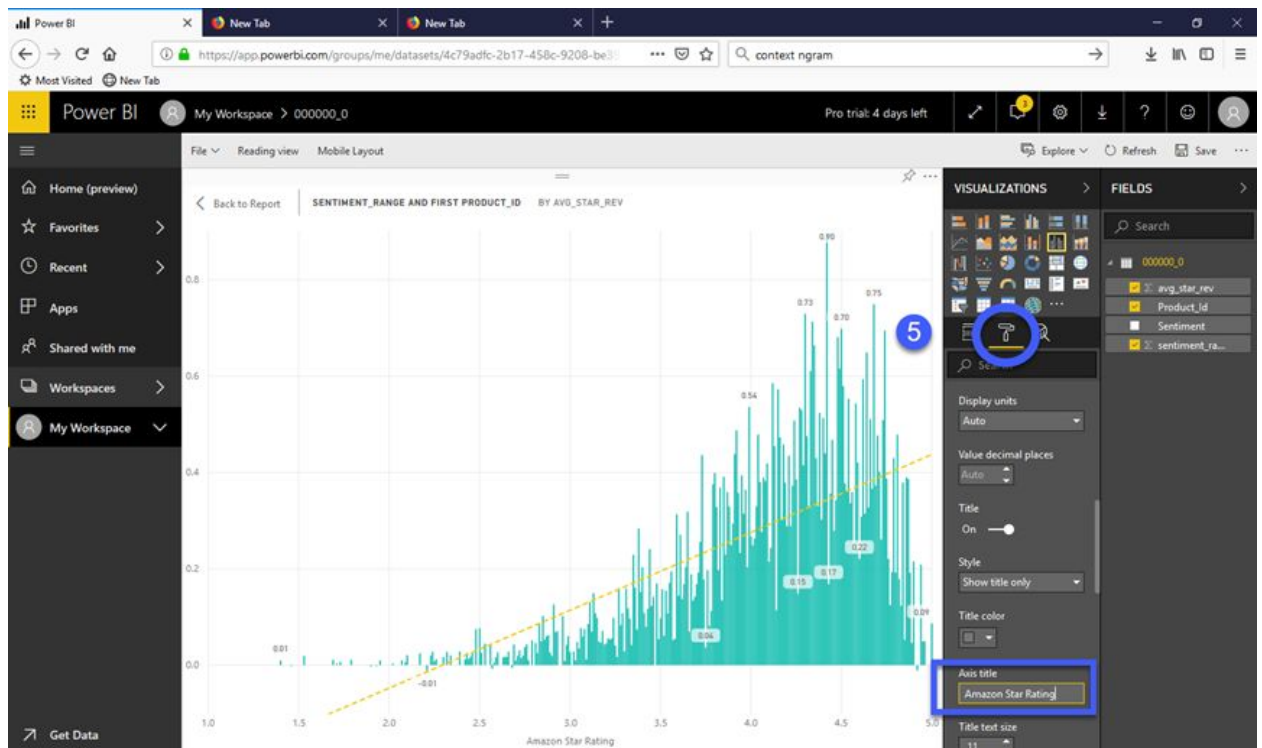 Power BI
New Tab
New Tab
https://app.powerbi.com/groups/me/datasets/4c79adfc-2b17-458c-9208-be3
context ngram
Most Visited New Tab
Power BI My Workspace > 000000_0 Pro trial: 4 days left 3
File Reading view Mobile Layout Explore Refresh Save
Home (preview)
Favorites
Recent
Apps
Shared with me
Workspaces
My Workspace
Get Data
Back to Report SENTIMENT_RANGE AND FIRST PRODUCT_ID BY AVG_STAR_REV
0.90
0.8
0.73
0.75
0.70
0.6
0.54
0.4
0.22
0.15
0.17
0.2
0.09
0.04
0.01
0.0
-0.01
1.0 1.5 2.0 2.5 3.0 3.5 4.0 4.5 5.0
Amazon Star Rating
5
VISUALIZATIONS
Display units
Auto
Value decimal places
Auto
Title
On
Style
Show title only
Title color
Axis title
Amazon Star Rating
Title text size
11
FIELDS
Search
000000_0
avg_star_rev
Product_Id
Sentiment
sentiment_ra...